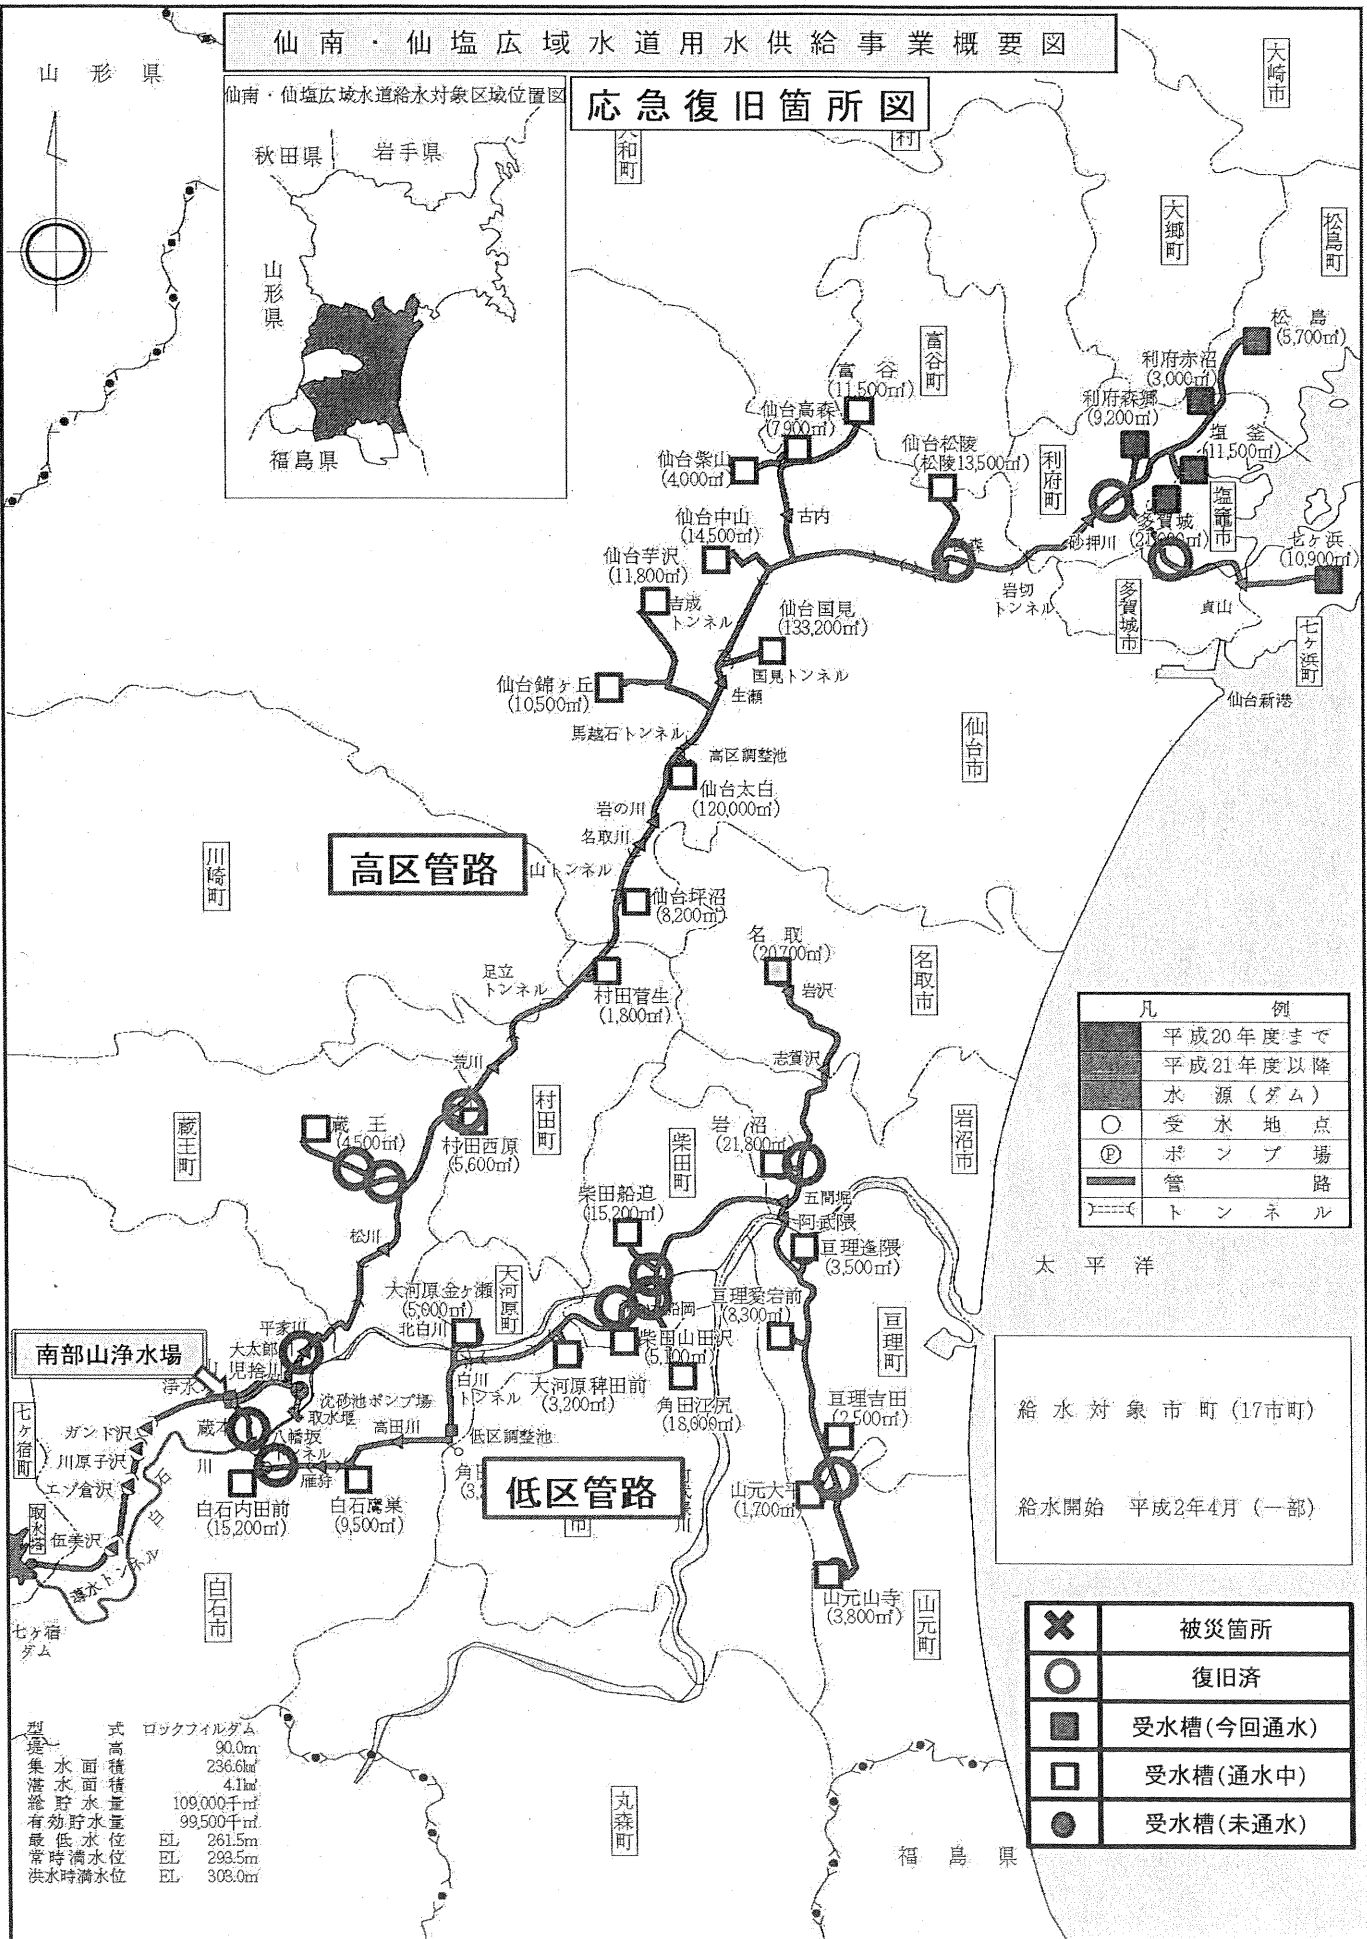 仙南・仙塩広域水道用水供給事業概要図
応急復旧箇所図
仙南・仙塩広域水道給水対象区域位置図
秋田県
岩手県
山形県
福島県
山形県
大崎市
村
大郷町
松島町
富谷町
利府町
塩竈市
多賀城市
七ヶ浜町
仙台市
川崎町
名取市
村田町
蔵王町
柴田町
岩沼市
大河原町
亘理町
七ヶ宿町
白石市
山元町
丸森町
福島県
太平洋
松島
(5,700㎥)
利府赤沼
(3,000㎥)
利府森郷
(9,200㎥)
塩釜
(11,500㎥)
多賀城
七ヶ浜
(10,900㎥)
富谷
(11,500㎥)
仙台高森
(7,900㎥)
仙台紫山
(4,000㎥)
仙台松陵
(松陵13,500㎥)
仙台中山
(14,500㎥)
古内
砂押川
岩切
トンネル
貞山
仙台新港
仙台芋沢
(11,800㎥)
吉成
トンネル
仙台国見
(133,200㎥)
国見トンネル
生瀬
仙台錦ヶ丘
(10,500㎥)
馬越石トンネル
高区調整池
仙台太白
(120,000㎥)
岩の川
名取川
山トンネル
高区管路
仙台坪沼
(8,200㎥)
足立
トンネル
村田菅生
(1,800㎥)
名取
(20,700㎥)
岩沢
志賀沢
荒川
村田西原
(5,600㎥)
蔵王
(4,500㎥)
松川
岩沼
(21,800㎥)
五間堀
阿武隈
亘理逢隈
(3,500㎥)
柴田船迫
(15,200㎥)
船岡
亘理愛宕前
(8,300㎥)
大河原金ヶ瀬
北白川
白川
トンネル
大河原稗田前
(3,200㎥)
柴田山田沢
(5,100㎥)
角田江尻
(18,000㎥)
亘理吉田
(2,500㎥)
山元大平
(1,700㎥)
山元山寺
(3,800㎥)
南部山浄水場
平家川
大太郎
児捨川
沈砂池ポンプ場
取水堰
高田川
低区調整池
低区管路
蔵本
八幡坂
トンネル
雁狩
白石内田前
(15,200㎥)
白石鷹巣
(9,500㎥)
ガンド沢
川原子沢
エゾ倉沢
伍美沢
取水塔
導水トンネル
七ヶ宿
ダム
白石川
凡例
平成20年度まで
平成21年度以降
水源(ダム)
受水地点
Ⓟ ポンプ場
管路
トンネル
給水対象市町(17市町)
給水開始 平成2年4月(一部)
被災箇所
復旧済
受水槽(今回通水)
受水槽(通水中)
受水槽(未通水)
型式 ロックフィルダム
堤高 90.0m
集水面積 236.6k㎡
湛水面積 4.1k㎡
総貯水量 109,000千㎥
有効貯水量 99,500千㎥
最低水位 EL 261.5m
常時満水位 EL 293.5m
洪水時満水位 EL 303.0m